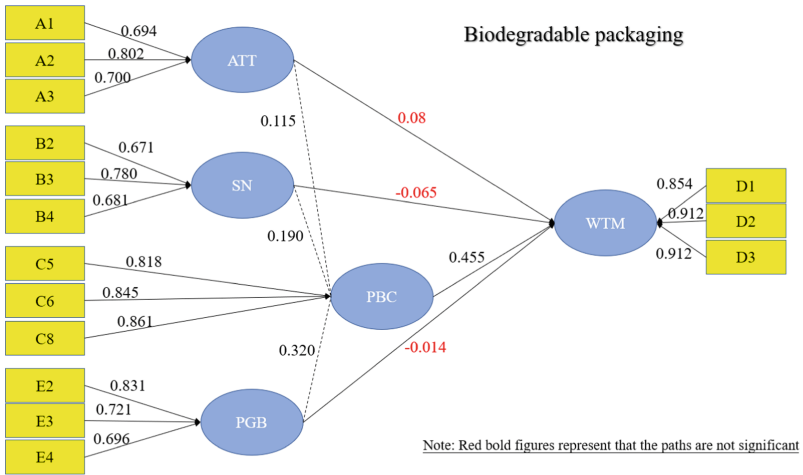 Biodegradable packaging
A1
0.694
A2
0.802
ATT
A3
0.700
0.115
0.08
B2
0.671
B3
0.780
SN
B4
0.681
-0.065
0.190
D1
0.854
D2
0.912
WTM
D3
0.912
C5
0.818
C6
0.845
PBC
0.455
C8
0.861
0.320
-0.014
E2
0.831
E3
0.721
PGB
E4
0.696
Note: Red bold figures represent that the paths are not significant